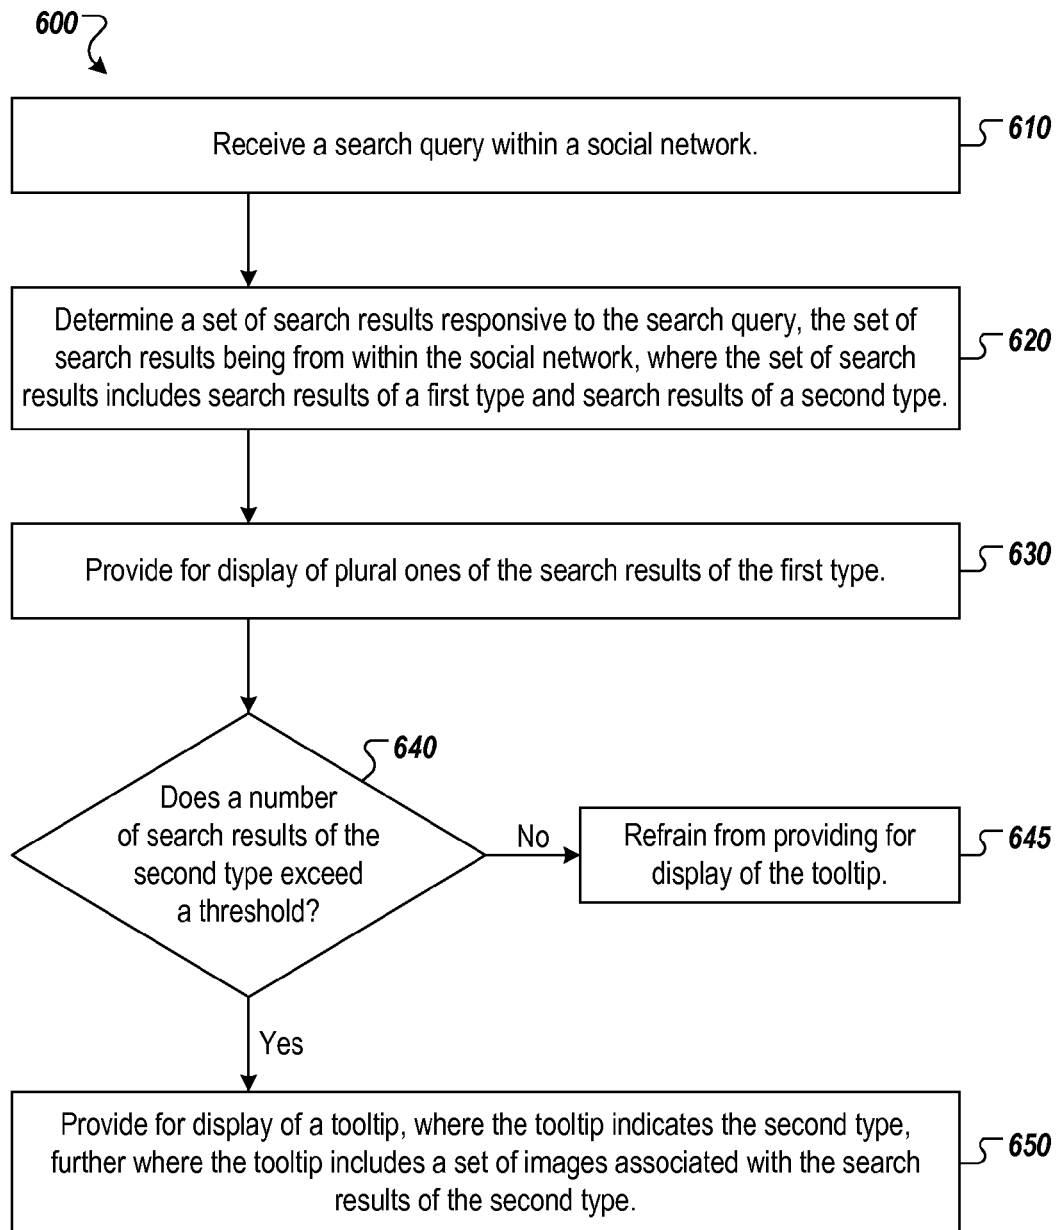 600
Receive a search query within a social network.
610
Determine a set of search results responsive to the search query, the set of
search results being from within the social network, where the set of search
results includes search results of a first type and search results of a second type.
620
Provide for display of plural ones of the search results of the first type.
630
640
Does a number
of search results of the
second type exceed
a threshold?
No
Refrain from providing for
display of the tooltip.
645
Yes
Provide for display of a tooltip, where the tooltip indicates the second type,
further where the tooltip includes a set of images associated with the search
results of the second type.
650